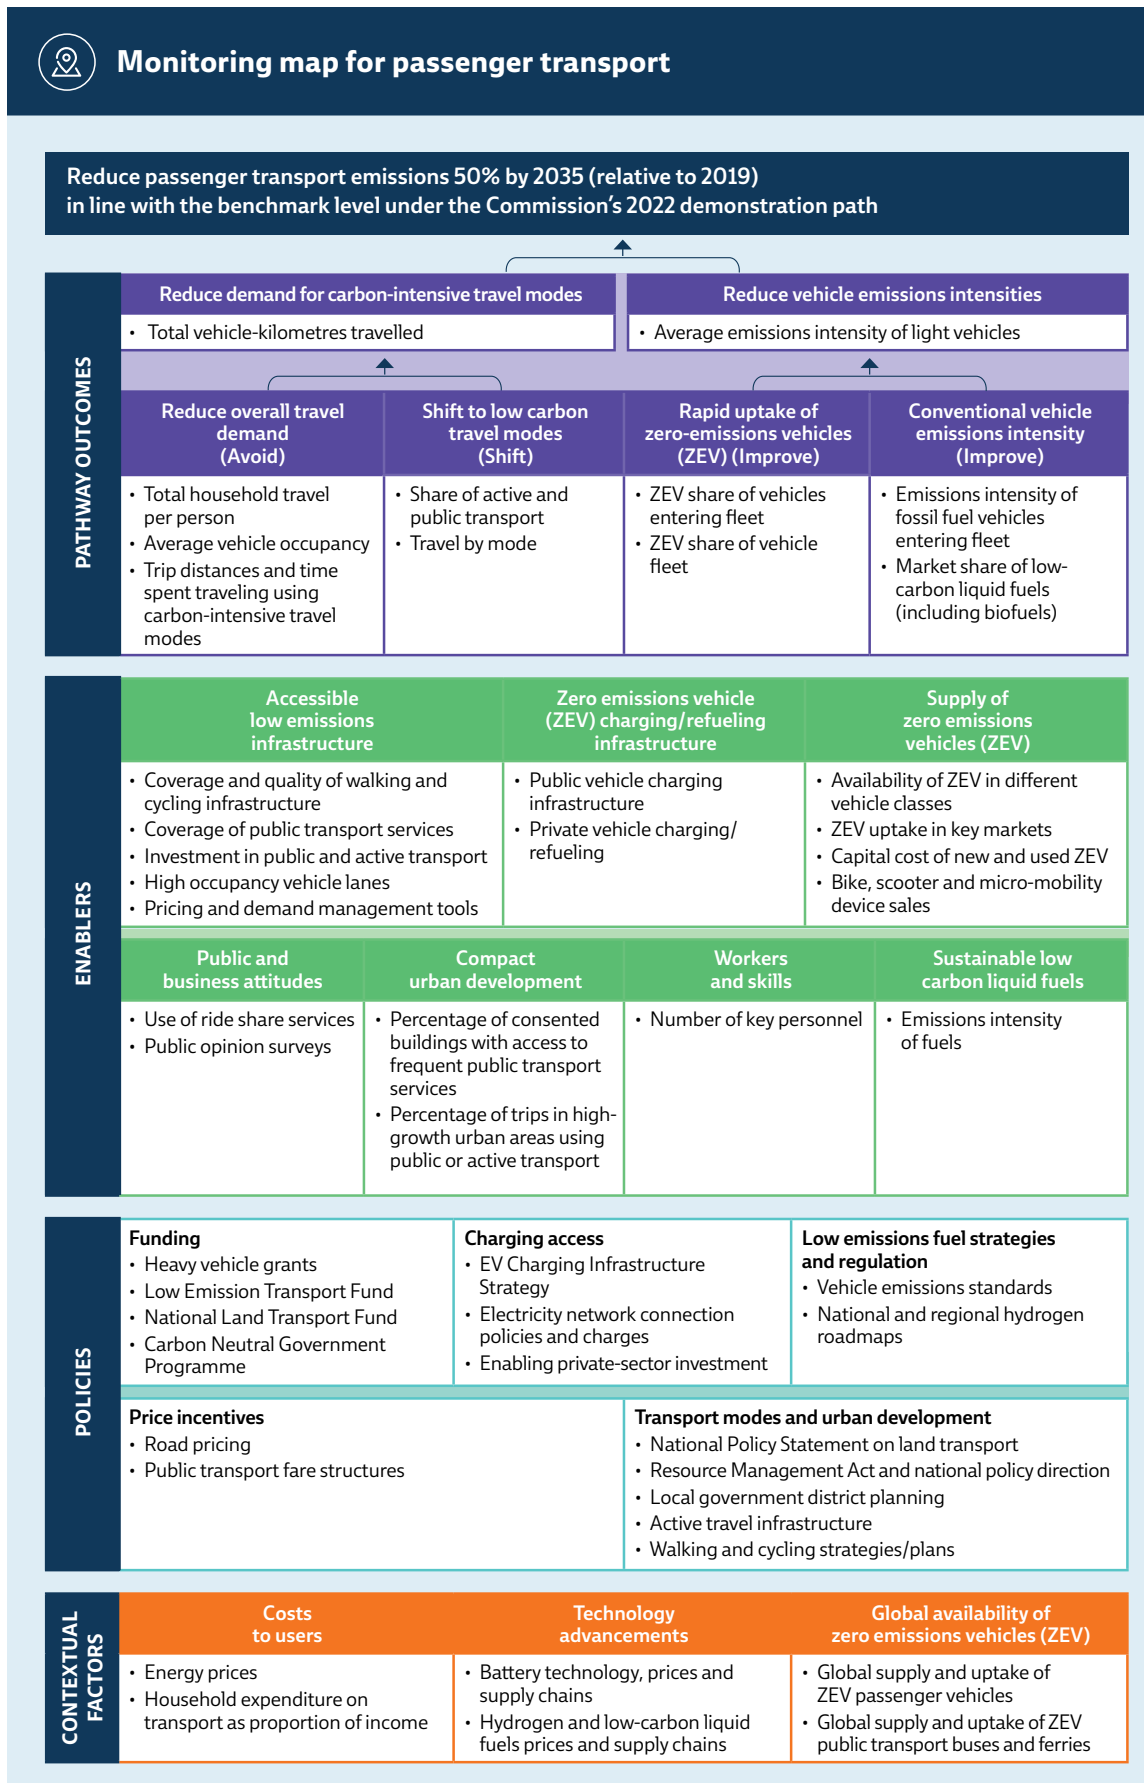 Monitoring map for passenger transport
Reduce passenger transport emissions 50% by 2035 (relative to 2019)
in line with the benchmark level under the Commission's 2022 demonstration path
PATHWAY OUTCOMES
Reduce demand for carbon-intensive travel modes
• Total vehicle-kilometres travelled
Reduce vehicle emissions intensities
• Average emissions intensity of light vehicles
Reduce overall travel
demand
(Avoid)
• Total household travel
per person
• Average vehicle occupancy
• Trip distances and time
spent traveling using
carbon-intensive travel
modes
Shift to low carbon
travel modes
(Shift)
• Share of active and
public transport
• Travel by mode
Rapid uptake of
zero-emissions vehicles
(ZEV) (Improve)
• ZEV share of vehicles
entering fleet
• ZEV share of vehicle
fleet
Conventional vehicle
emissions intensity
(Improve)
• Emissions intensity of
fossil fuel vehicles
entering fleet
• Market share of low-
carbon liquid fuels
(including biofuels)
ENABLERS
Accessible
low emissions
infrastructure
• Coverage and quality of walking and
cycling infrastructure
• Coverage of public transport services
• Investment in public and active transport
• High occupancy vehicle lanes
• Pricing and demand management tools
Zero emissions vehicle
(ZEV) charging/refueling
infrastructure
• Public vehicle charging
infrastructure
• Private vehicle charging/
refueling
Supply of
zero emissions
vehicles (ZEV)
• Availability of ZEV in different
vehicle classes
• ZEV uptake in key markets
• Capital cost of new and used ZEV
• Bike, scooter and micro-mobility
device sales
Public and
business attitudes
• Use of ride share services
• Public opinion surveys
Compact
urban development
• Percentage of consented
buildings with access to
frequent public transport
services
• Percentage of trips in high-
growth urban areas using
public or active transport
Workers
and skills
• Number of key personnel
Sustainable low
carbon liquid fuels
• Emissions intensity
of fuels
POLICIES
Funding
• Heavy vehicle grants
• Low Emission Transport Fund
• National Land Transport Fund
• Carbon Neutral Government
Programme
Charging access
• EV Charging Infrastructure
Strategy
• Electricity network connection
policies and charges
• Enabling private-sector investment
Low emissions fuel strategies
and regulation
• Vehicle emissions standards
• National and regional hydrogen
roadmaps
Price incentives
• Road pricing
• Public transport fare structures
Transport modes and urban development
• National Policy Statement on land transport
• Resource Management Act and national policy direction
• Local government district planning
• Active travel infrastructure
• Walking and cycling strategies/plans
CONTEXTUAL
FACTORS
Costs
to users
• Energy prices
• Household expenditure on
transport as proportion of income
Technology
advancements
• Battery technology, prices and
supply chains
• Hydrogen and low-carbon liquid
fuels prices and supply chains
Global availability of
zero emissions vehicles (ZEV)
• Global supply and uptake of
ZEV passenger vehicles
• Global supply and uptake of ZEV
public transport buses and ferries